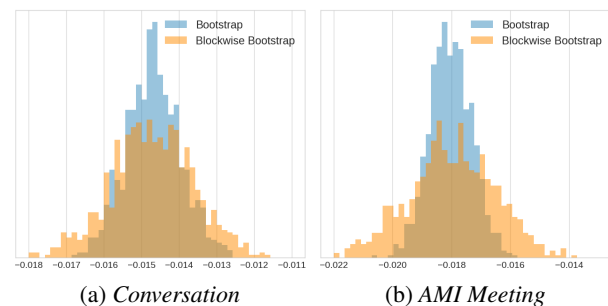 Bootstrap
Blockwise Bootstrap
−0.018 −0.017 −0.016 −0.015 −0.014 −0.013 −0.012 −0.011
(a) Conversation
Bootstrap
Blockwise Bootstrap
−0.022 −0.020 −0.018 −0.016 −0.014
(b) AMI Meeting